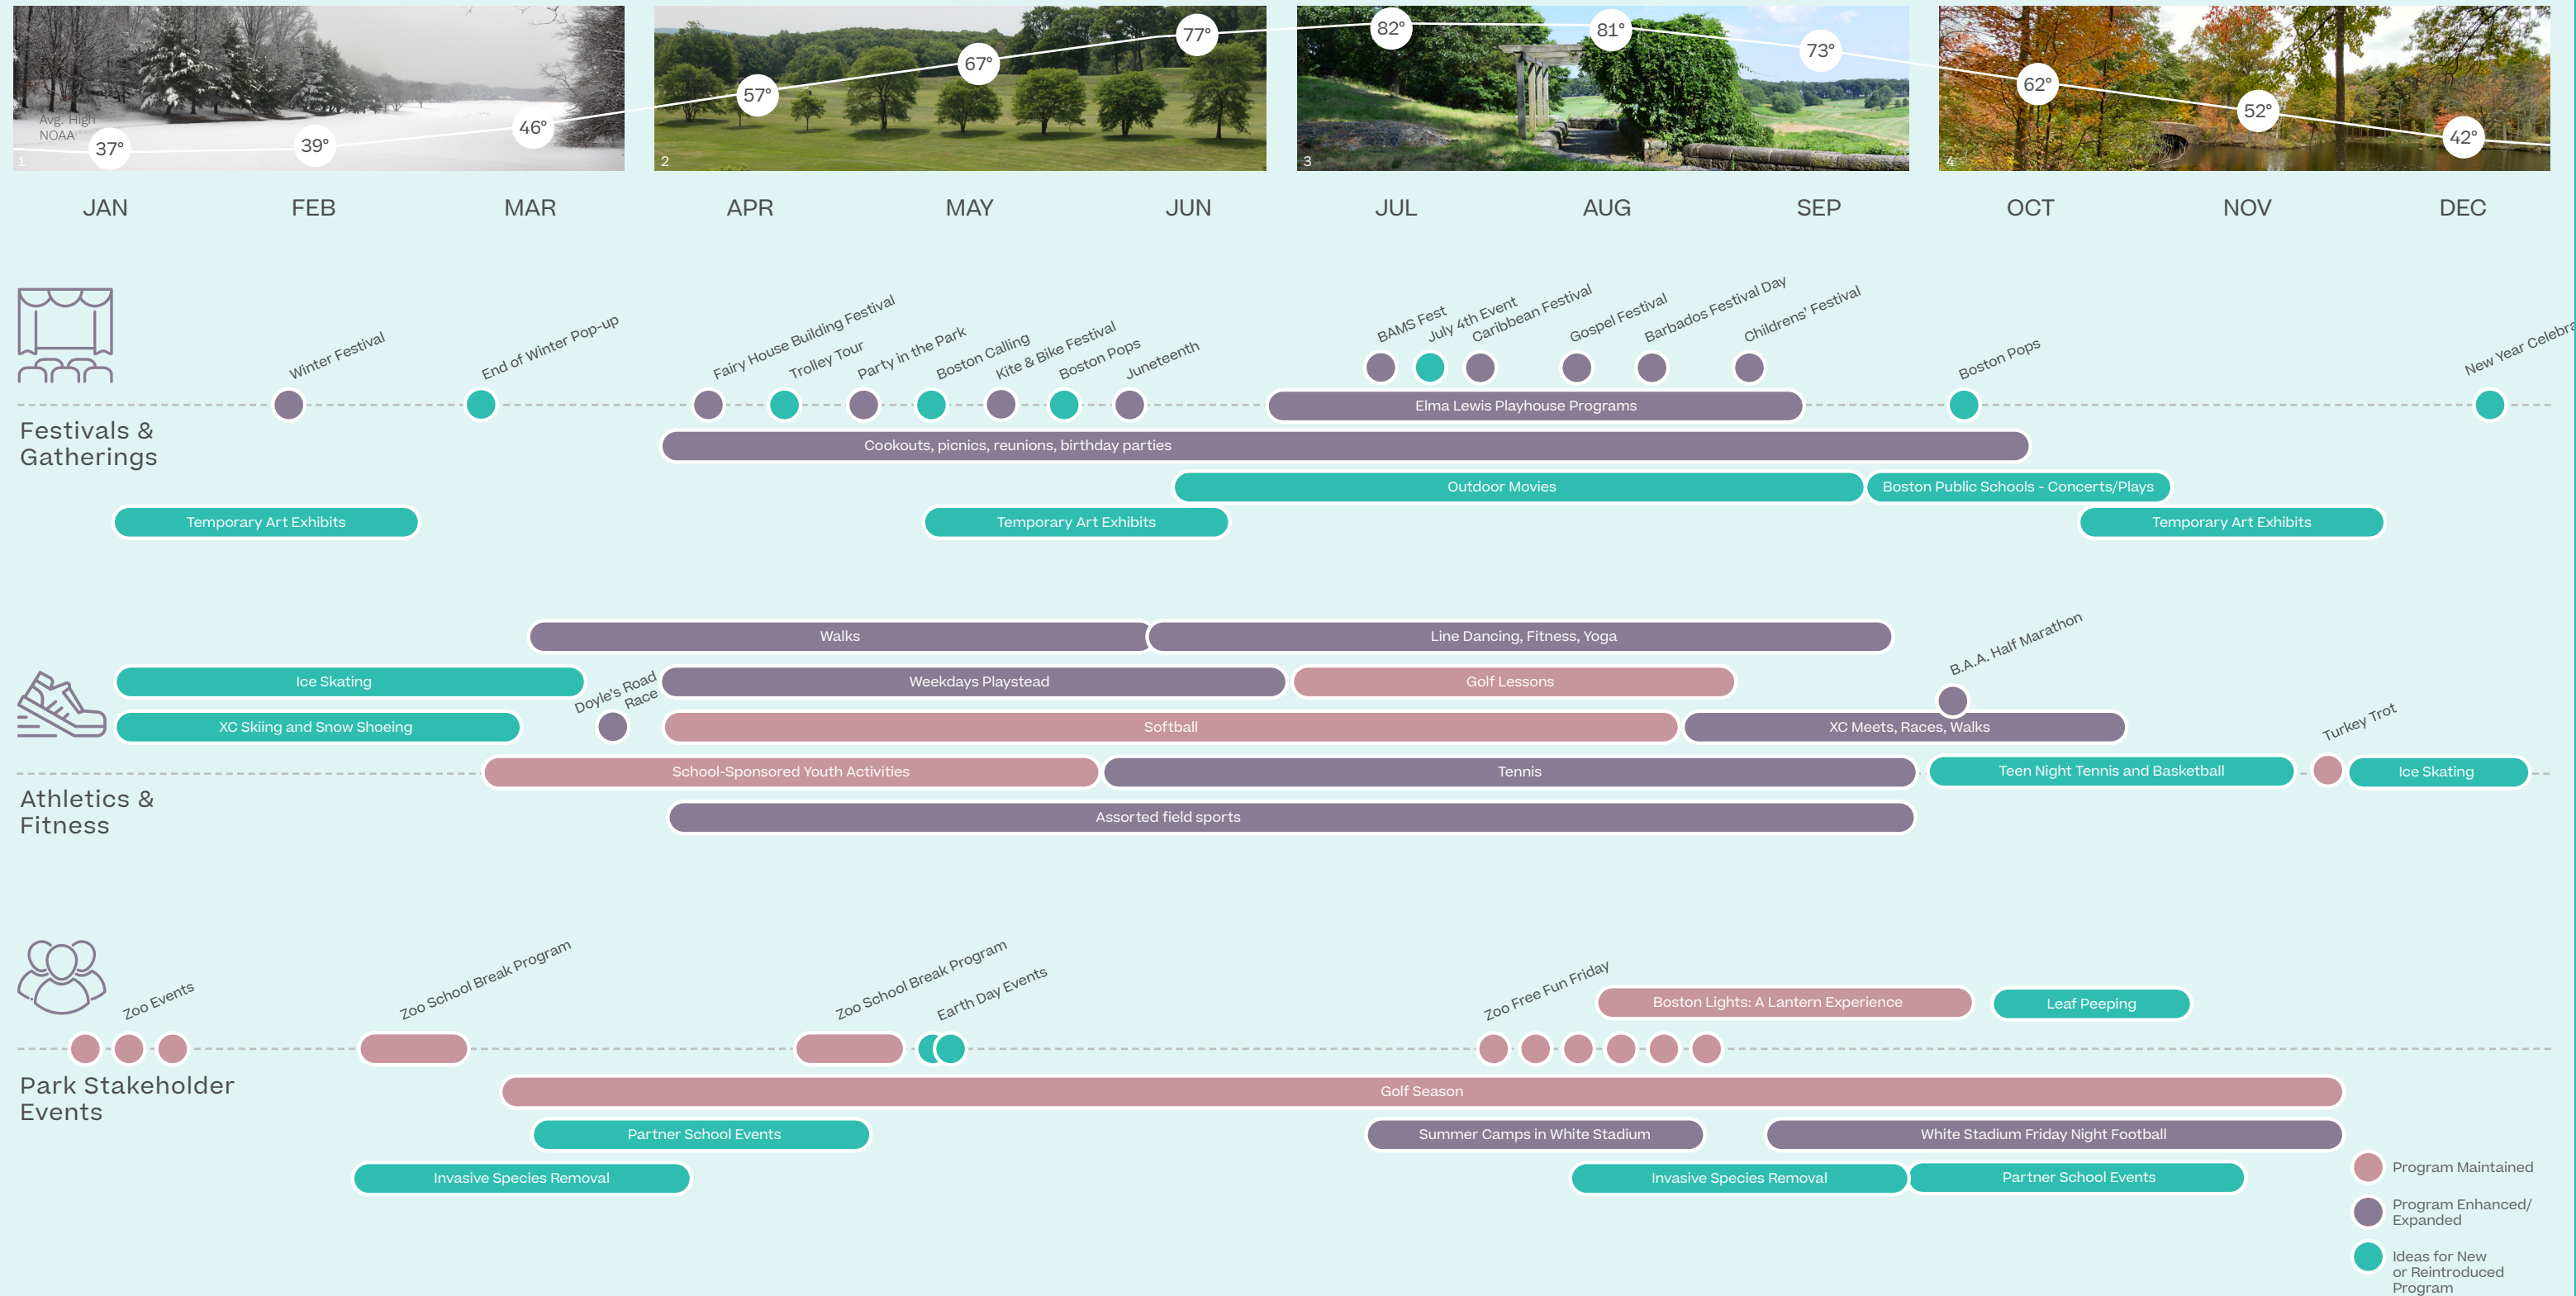 Avg. High
NOAA
37°
39°
46°
57°
67°
77°
82°
81°
73°
62°
52°
42°
1
2
3
4
JAN
FEB
MAR
APR
MAY
JUN
JUL
AUG
SEP
OCT
NOV
DEC
Festivals &
Gatherings
Winter Festival
End of Winter Pop-up
Fairy House Building Festival
Trolley Tour
Party in the Park
Boston Calling
Kite & Bike Festival
Boston Pops
Juneteenth
BAMS Fest
July 4th Event
Caribbean Festival
Gospel Festival
Barbados Festival Day
Childrens' Festival
Boston Pops
New Year Celebra
Elma Lewis Playhouse Programs
Cookouts, picnics, reunions, birthday parties
Outdoor Movies
Boston Public Schools - Concerts/Plays
Temporary Art Exhibits
Temporary Art Exhibits
Temporary Art Exhibits
Athletics &
Fitness
Walks
Line Dancing, Fitness, Yoga
Ice Skating
Doyle's Road
Race
Weekdays Playstead
Golf Lessons
B.A.A. Half Marathon
XC Skiing and Snow Shoeing
Softball
XC Meets, Races, Walks
Turkey Trot
School-Sponsored Youth Activities
Tennis
Teen Night Tennis and Basketball
Ice Skating
Assorted field sports
Park Stakeholder
Events
Zoo Events
Zoo School Break Program
Zoo School Break Program
Earth Day Events
Zoo Free Fun Friday
Boston Lights: A Lantern Experience
Leaf Peeping
Golf Season
Partner School Events
Summer Camps in White Stadium
White Stadium Friday Night Football
Invasive Species Removal
Invasive Species Removal
Partner School Events
Program Maintained
Program Enhanced/
Expanded
Ideas for New
or Reintroduced
Program